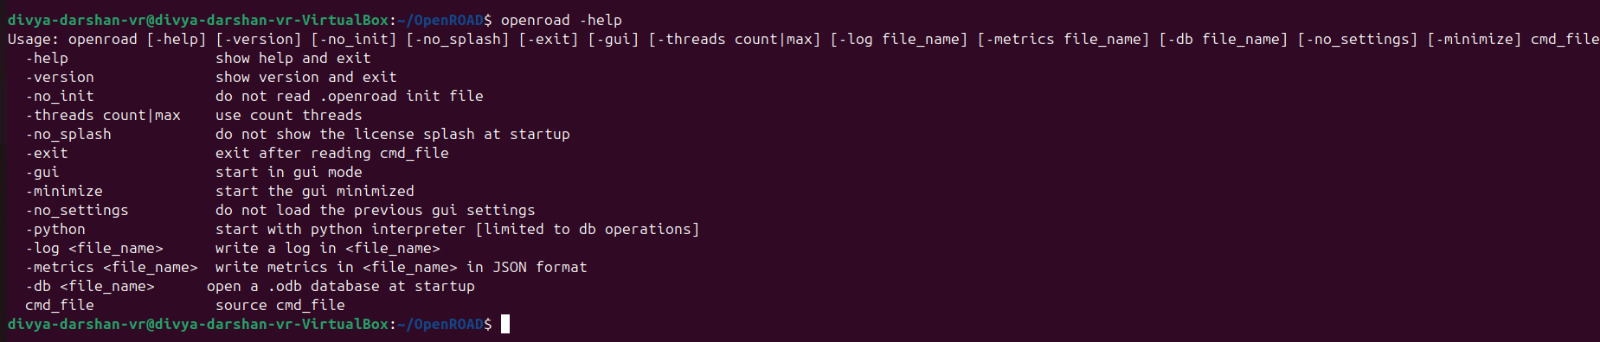 divya-darshan-vr@divya-darshan-vr-VirtualBox:~/OpenROAD$ openroad -help
Usage: openroad [-help] [-version] [-no_init] [-no_splash] [-exit] [-gui] [-threads count|max] [-log file_name] [-metrics file_name] [-db file_name] [-no_settings] [-minimize] cmd_file
  -help                 show help and exit
  -version              show version and exit
  -no_init              do not read .openroad init file
  -threads count|max    use count threads
  -no_splash            do not show the license splash at startup
  -exit                 exit after reading cmd_file
  -gui                  start in gui mode
  -minimize             start the gui minimized
  -no_settings          do not load the previous gui settings
  -python               start with python interpreter [limited to db operations]
  -log <file_name>      write a log in <file_name>
  -metrics <file_name>  write metrics in <file_name> in JSON format
  -db <file_name>      open a .odb database at startup
  cmd_file              source cmd_file
divya-darshan-vr@divya-darshan-vr-VirtualBox:~/OpenROAD$